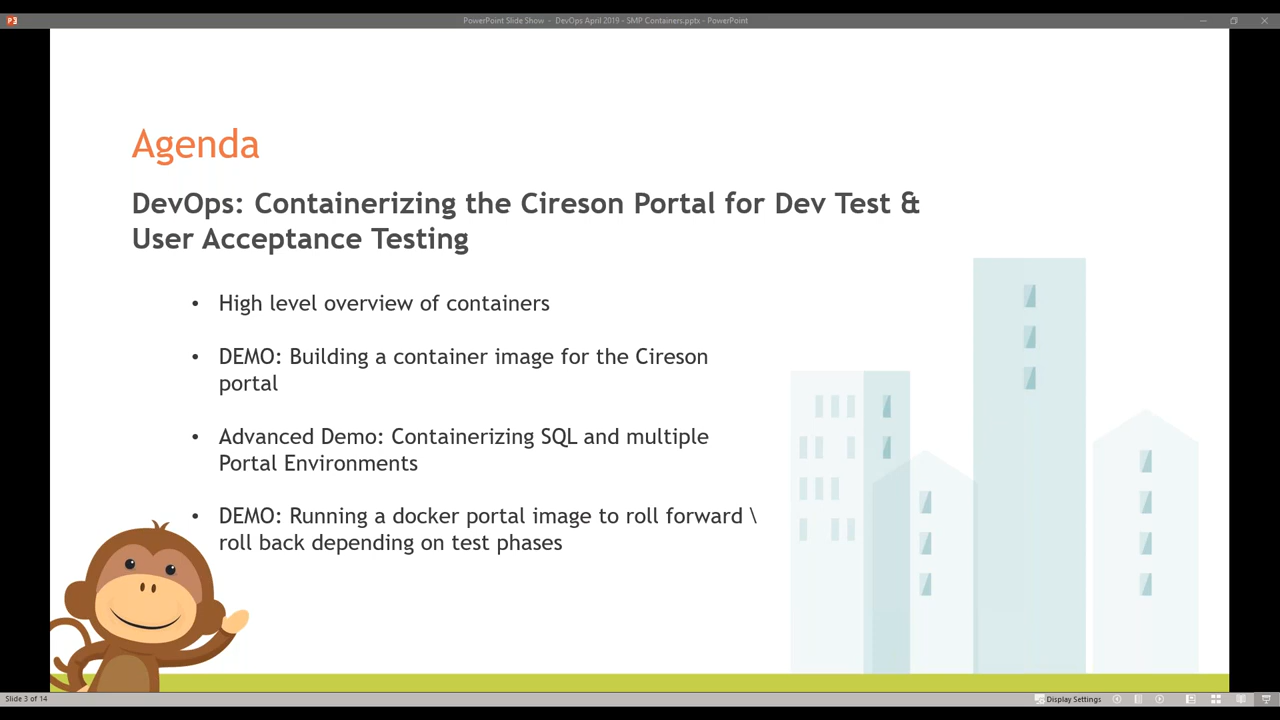 PowerPoint Slide Show - DevOps April 2019 - SMP Containers.pptx - PowerPoint
Agenda
DevOps: Containerizing the Cireson Portal for Dev Test &
User Acceptance Testing
• High level overview of containers
• DEMO: Building a container image for the Cireson
portal
• Advanced Demo: Containerizing SQL and multiple
Portal Environments
• DEMO: Running a docker portal image to roll forward \
roll back depending on test phases
Slide 3 of 14
Display Settings